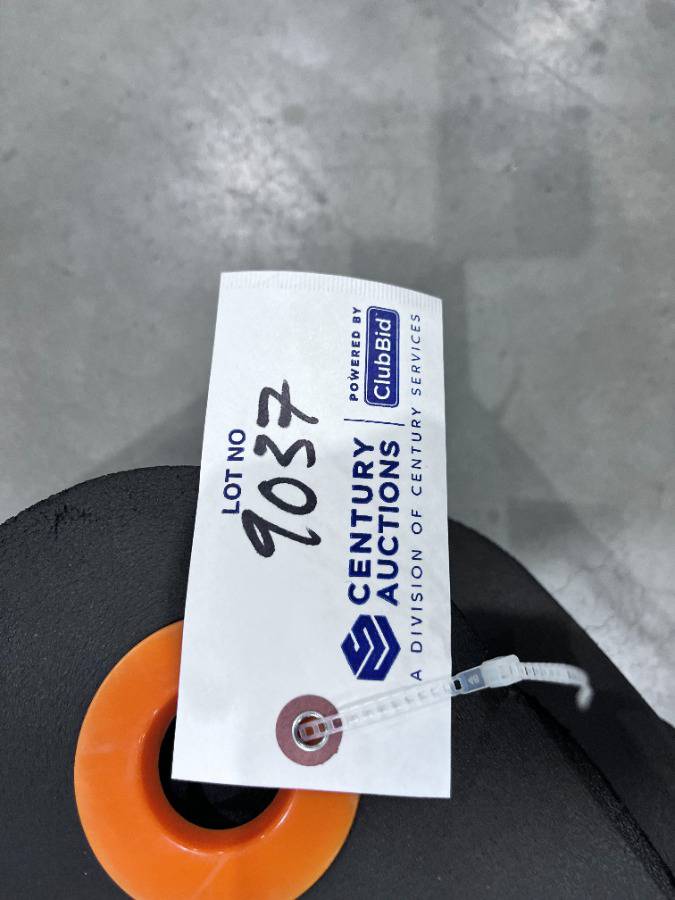 LOT NO
9037
CENTURY
AUCTIONS
POWERED BY
ClubBid
A DIVISION OF CENTURY SERVICES